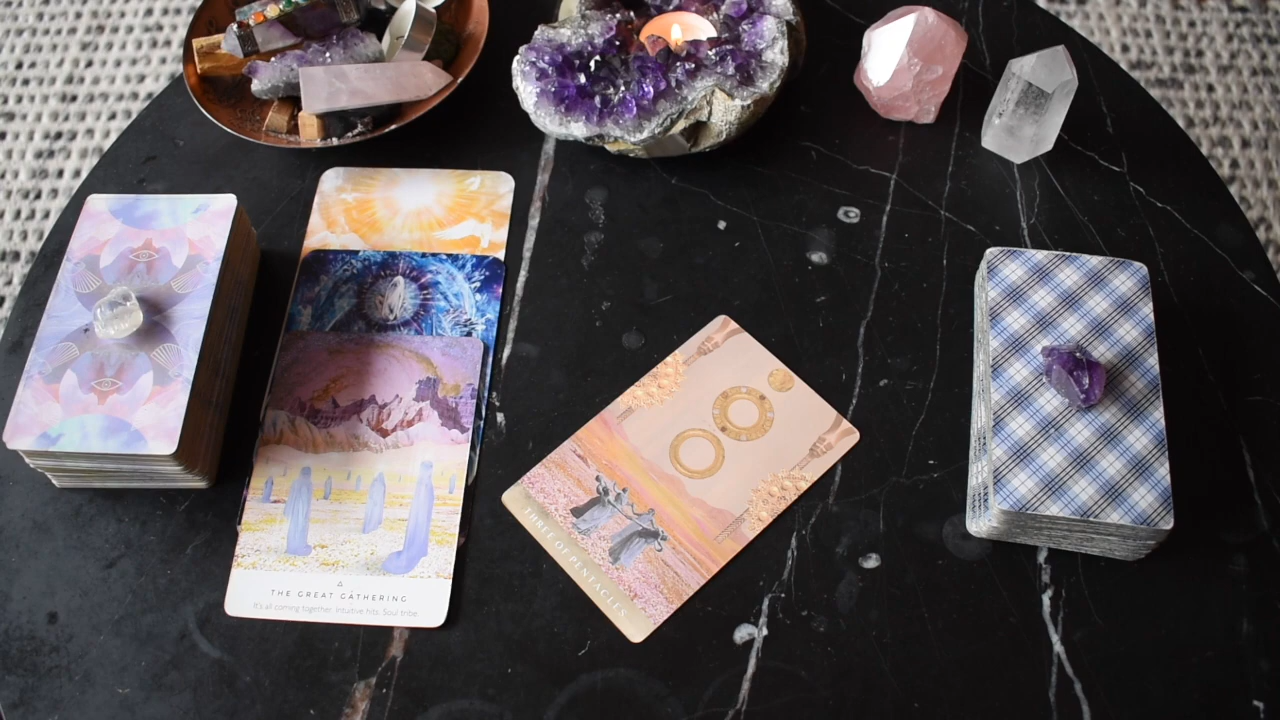 THE GREAT GATHERING
It's all coming together. Intuitive hits. Soul tribe.
THREE OF PENTACLES